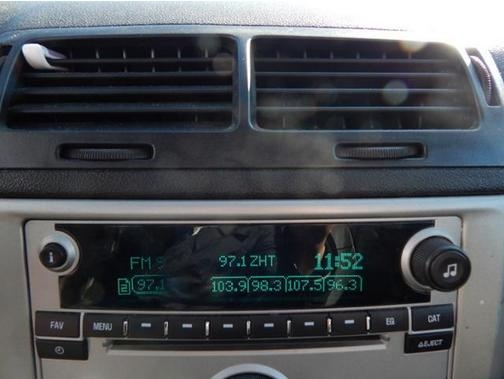 FM 9 97.1 ZHT 11:52
97.1 103.9 98.3 107.5 96.3
FAV MENU EQ CAT
EJECT